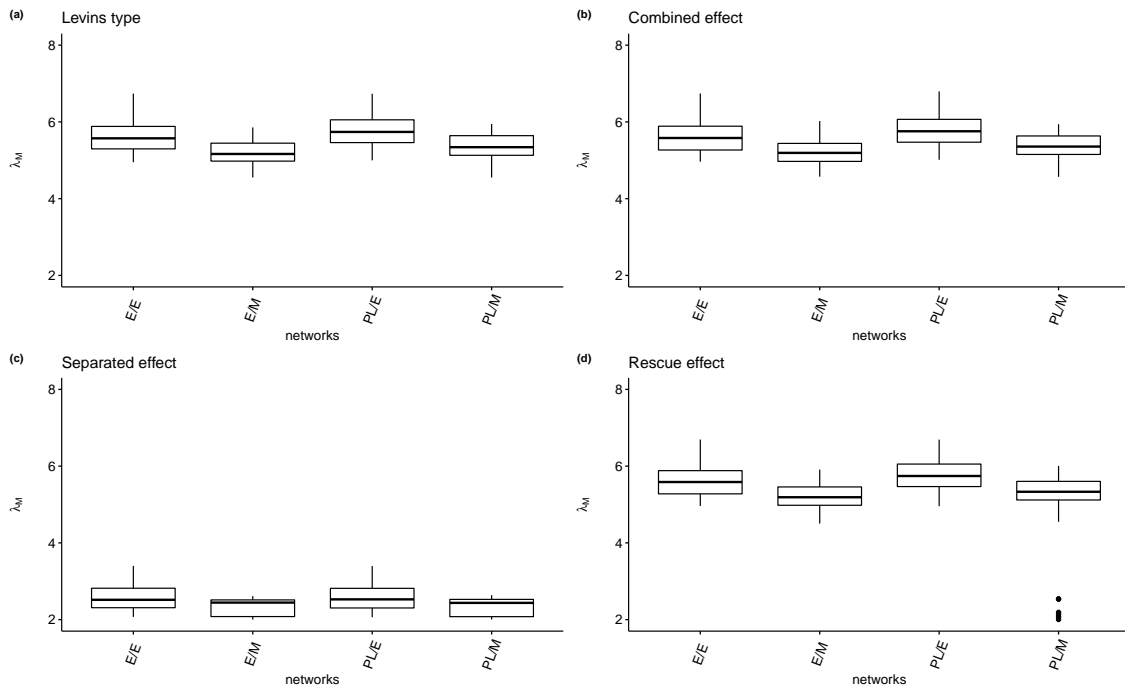 (a) Levins type
8
6
4
2
λM
E/E E/M PL/E PL/M
networks
(b) Combined effect
8
6
4
2
λM
E/E E/M PL/E PL/M
networks
(c) Separated effect
8
6
4
2
λM
E/E E/M PL/E PL/M
networks
(d) Rescue effect
8
6
4
2
λM
E/E E/M PL/E PL/M
networks